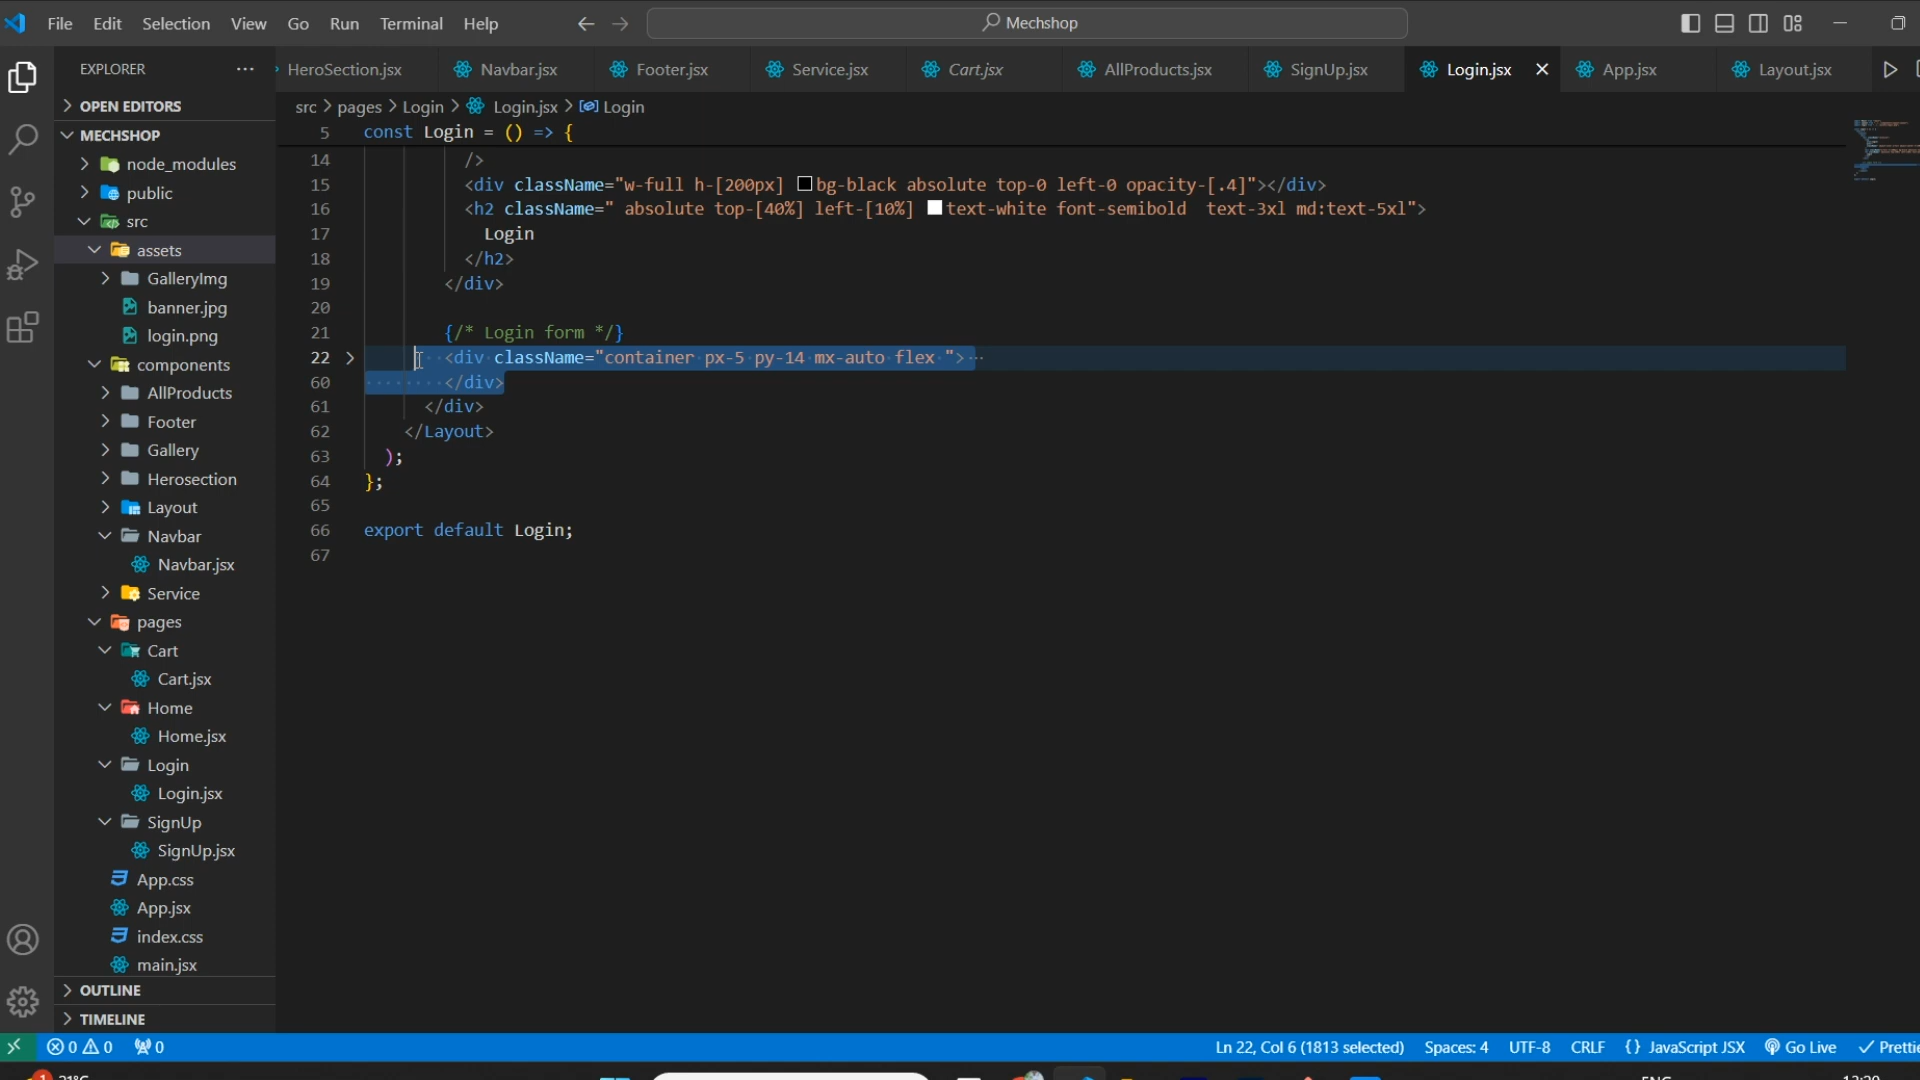 File Edit Selection View Go Run Terminal Help
Mechshop
EXPLORER
HeroSection.jsx Navbar.jsx Footer.jsx Service.jsx Cart.jsx AllProducts.jsx SignUp.jsx Login.jsx App.jsx Layout.jsx
OPEN EDITORS
MECHSHOP
node_modules
public
src
assets
GalleryImg
banner.jpg
login.png
components
AllProducts
Footer
Gallery
Herosection
Layout
Navbar
Navbar.jsx
Service
pages
Cart
Cart.jsx
Home
Home.jsx
Login
Login.jsx
SignUp
SignUp.jsx
App.css
App.jsx
index.css
main.jsx
OUTLINE
TIMELINE
src > pages > Login > Login.jsx > Login
5 const Login = () => {
14 />
15 <div className="w-full h-[200px] bg-black absolute top-0 left-0 opacity-[.4]"></div>
16 <h2 className=" absolute top-[40%] left-[10%] text-white font-semibold  text-3xl md:text-5xl">
17 Login
18 </h2>
19 </div>
20
21 {/* Login form */}
22 <div className="container px-5 py-14 mx-auto flex ">
60 </div>
61 </div>
62 </Layout>
63 );
64 };
65
66 export default Login;
67
0 0 0 Ln 22, Col 6 (1813 selected) Spaces: 4 UTF-8 CRLF {} JavaScript JSX Go Live